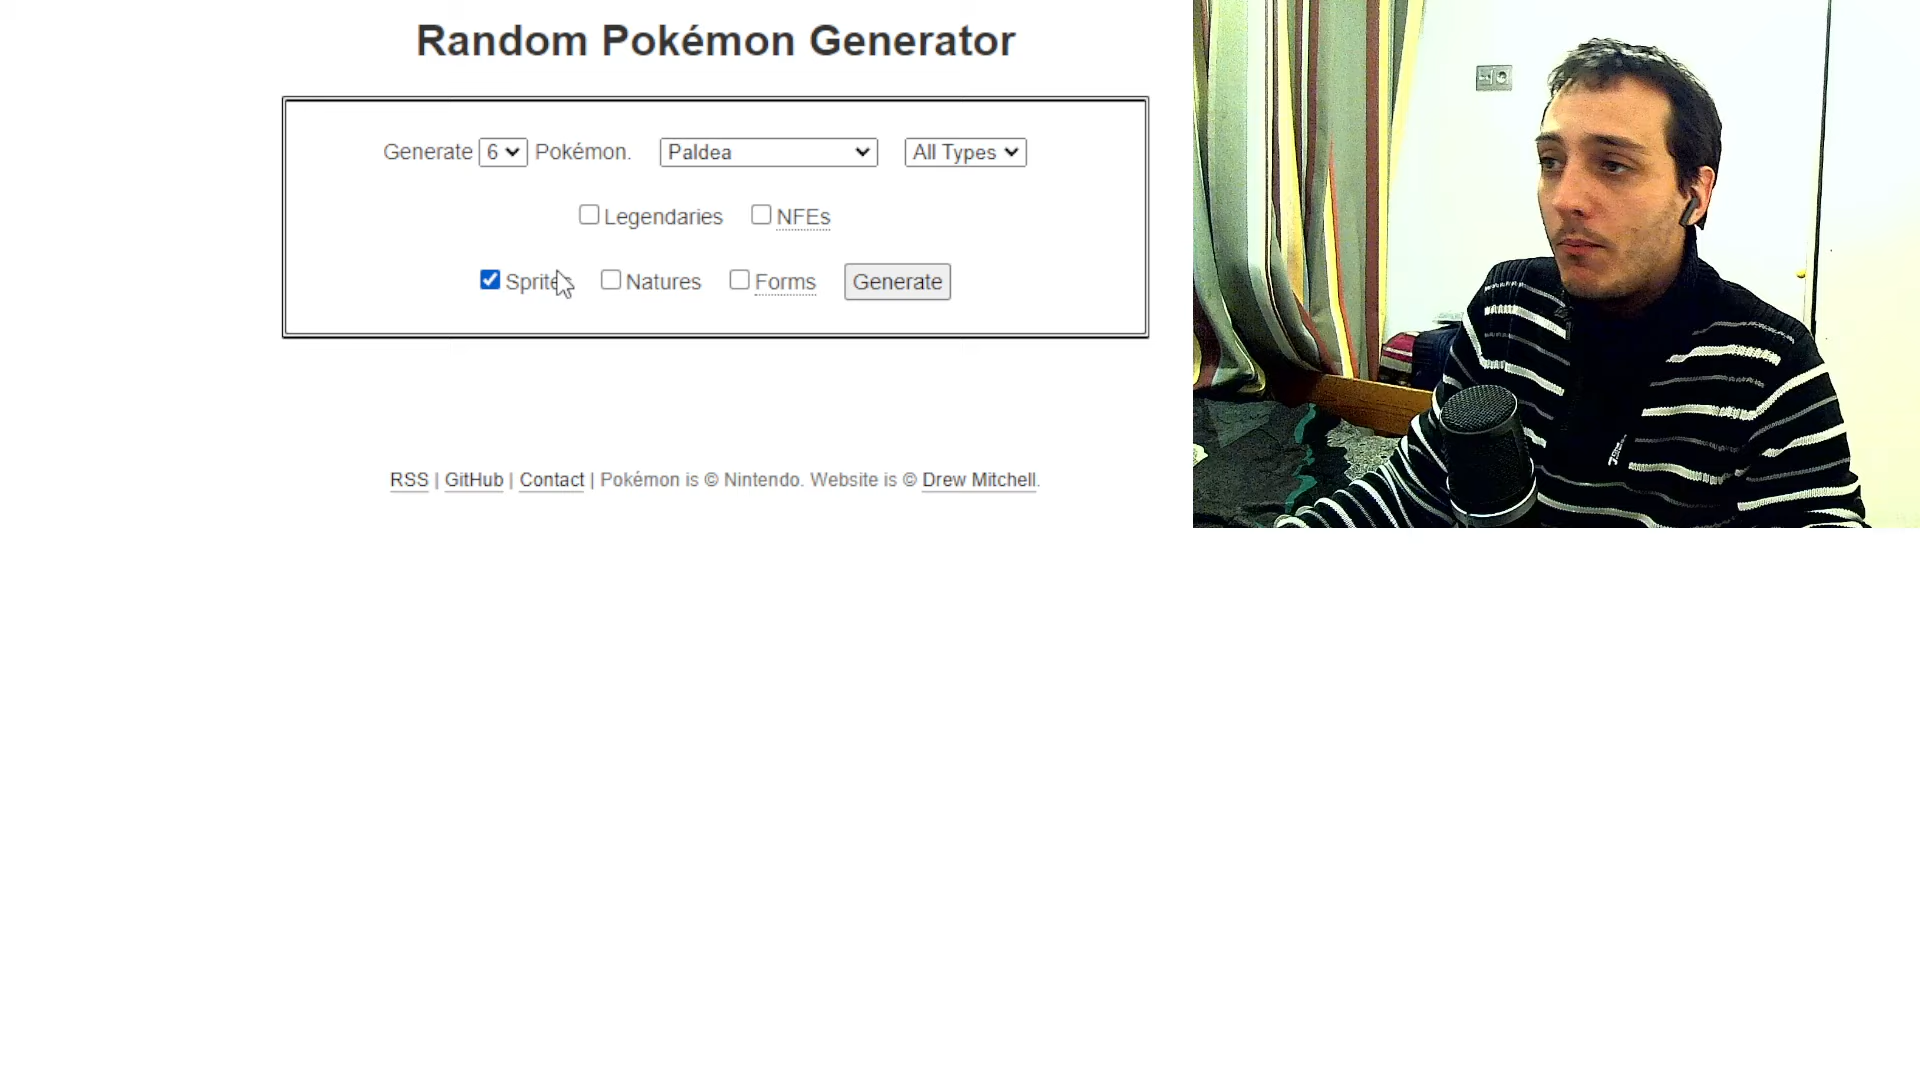 Random Pokémon Generator
Generate 6 Pokémon. Paldea All Types
Legendaries NFEs
Sprites Natures Forms Generate
RSS | GitHub | Contact | Pokémon is © Nintendo. Website is © Drew Mitchell.